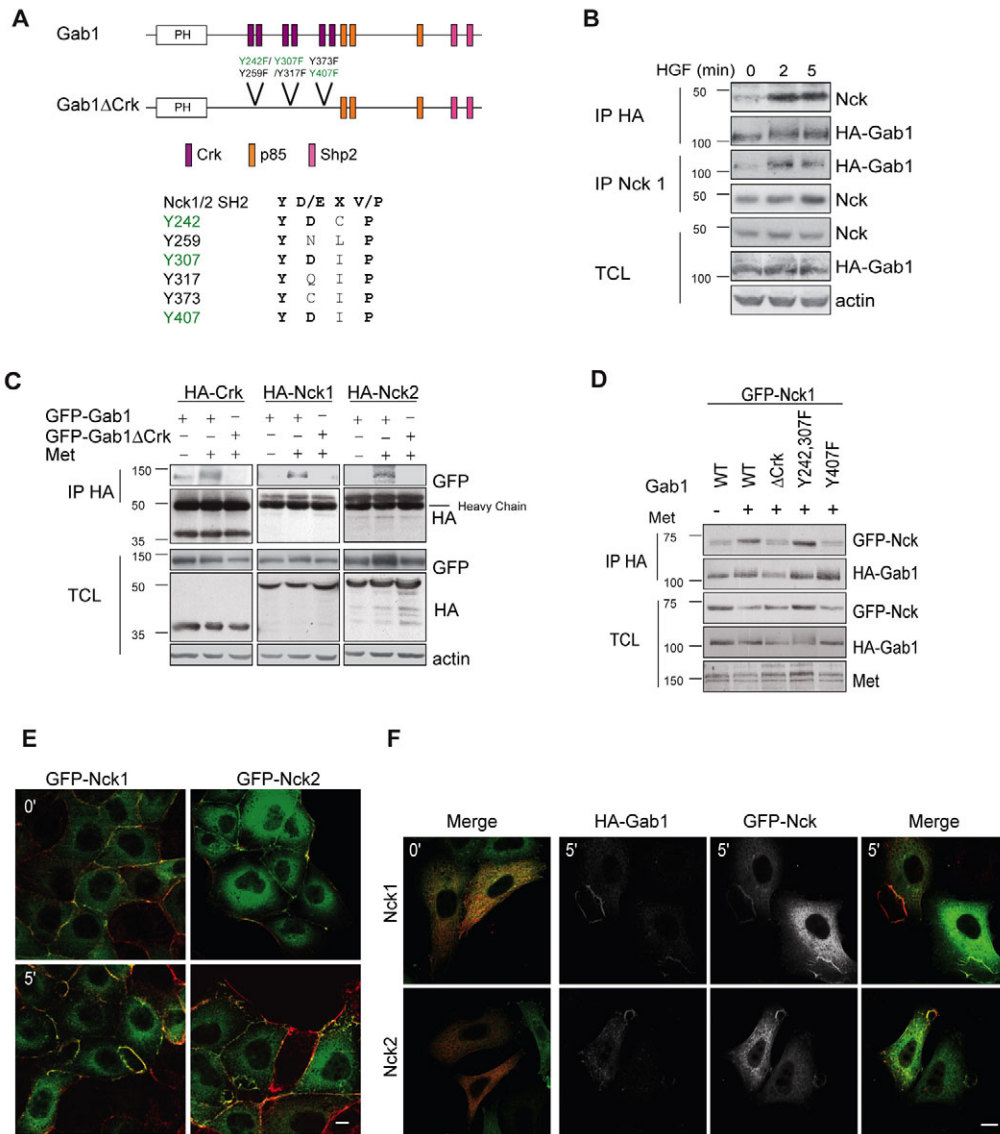 A
Gab1
PH
Y242F/ Y307F Y373F
Y259F /Y317F Y407F
Gab1ΔCrk
PH
Crk p85 Shp2
Nck1/2 SH2 Y D/E X V/P
Y242 Y D C P
Y259 Y N L P
Y307 Y D I P
Y317 Y Q I P
Y373 Y C I P
Y407 Y D I P
B
HGF (min) 0 2 5
IP HA
50
Nck
100
HA-Gab1
IP Nck 1
100
HA-Gab1
50
Nck
TCL
50
Nck
100
HA-Gab1
actin
C
HA-Crk HA-Nck1 HA-Nck2
GFP-Gab1 + + – + + – + + –
GFP-Gab1ΔCrk – – + – – + – – +
Met – + + – + + – + +
IP HA
150
GFP
50
Heavy Chain
HA
35
TCL
150
GFP
50
HA
35
actin
D
GFP-Nck1
Gab1 WT WT ΔCrk Y242,307F Y407F
Met - + + + +
IP HA
75
GFP-Nck
100
HA-Gab1
TCL
75
GFP-Nck
100
HA-Gab1
150
Met
E
GFP-Nck1 GFP-Nck2
0'
5'
F
Merge HA-Gab1 GFP-Nck Merge
Nck1
0' 5' 5' 5'
Nck2